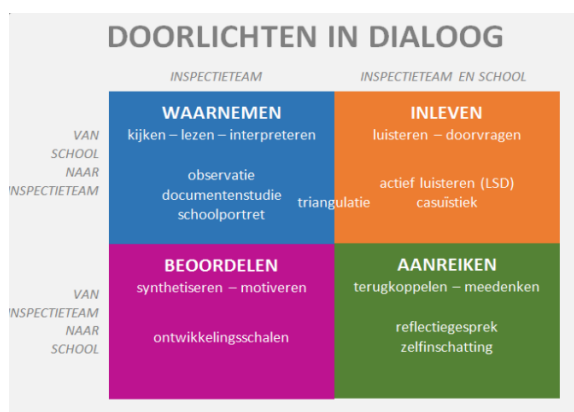 DOORLICHTEN IN DIALOOG
INSPECTIETEAM
INSPECTIETEAM EN SCHOOL
VAN
SCHOOL
NAAR
INSPECTIETEAM
WAARNEMEN
kijken – lezen – interpreteren
observatie
documentenstudie
schoolportret
triangulatie
INLEVEN
luisteren – doorvragen
actief luisteren (LSD)
casuïstiek
VAN
INSPECTIETEAM
NAAR
SCHOOL
BEOORDELEN
synthetiseren – motiveren
ontwikkelingsschalen
AANREIKEN
terugkoppelen – meedenken
reflectiegesprek
zelfinschatting